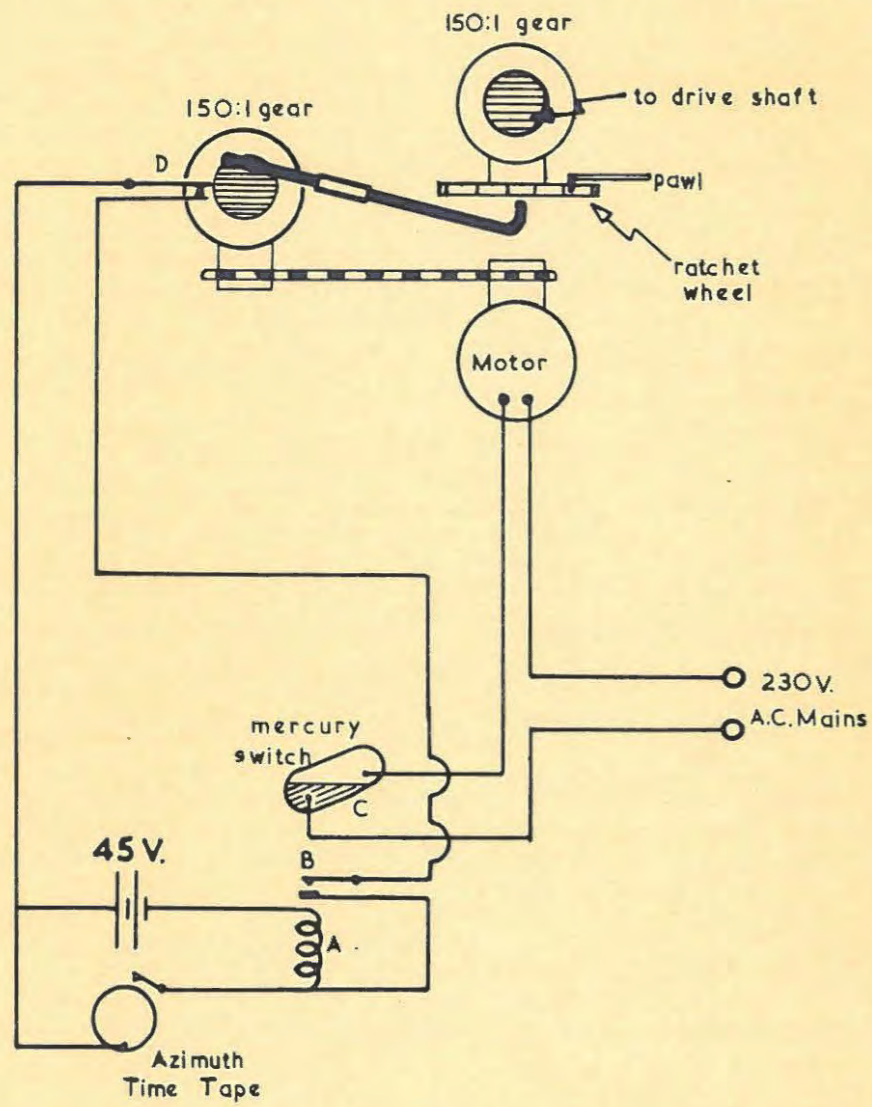 150:1 gear
to drive shaft
150:1 gear
D
pawl
ratchet
wheel
Motor
230V.
A.C.Mains
mercury
switch
C
45V.
B
A
Azimuth
Time Tape